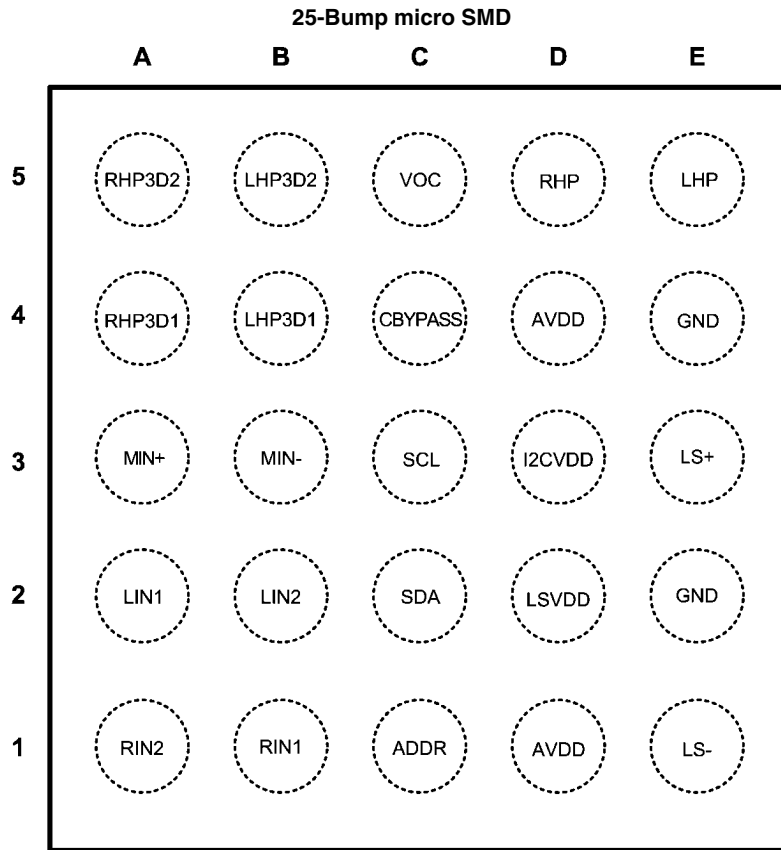 25-Bump micro SMD
A B C D E
5 RHP3D2 LHP3D2 VOC RHP LHP
4 RHP3D1 LHP3D1 CBYPASS AVDD GND
3 MIN+ MIN- SCL I2CVDD LS+
2 LIN1 LIN2 SDA LSVDD GND
1 RIN2 RIN1 ADDR AVDD LS-